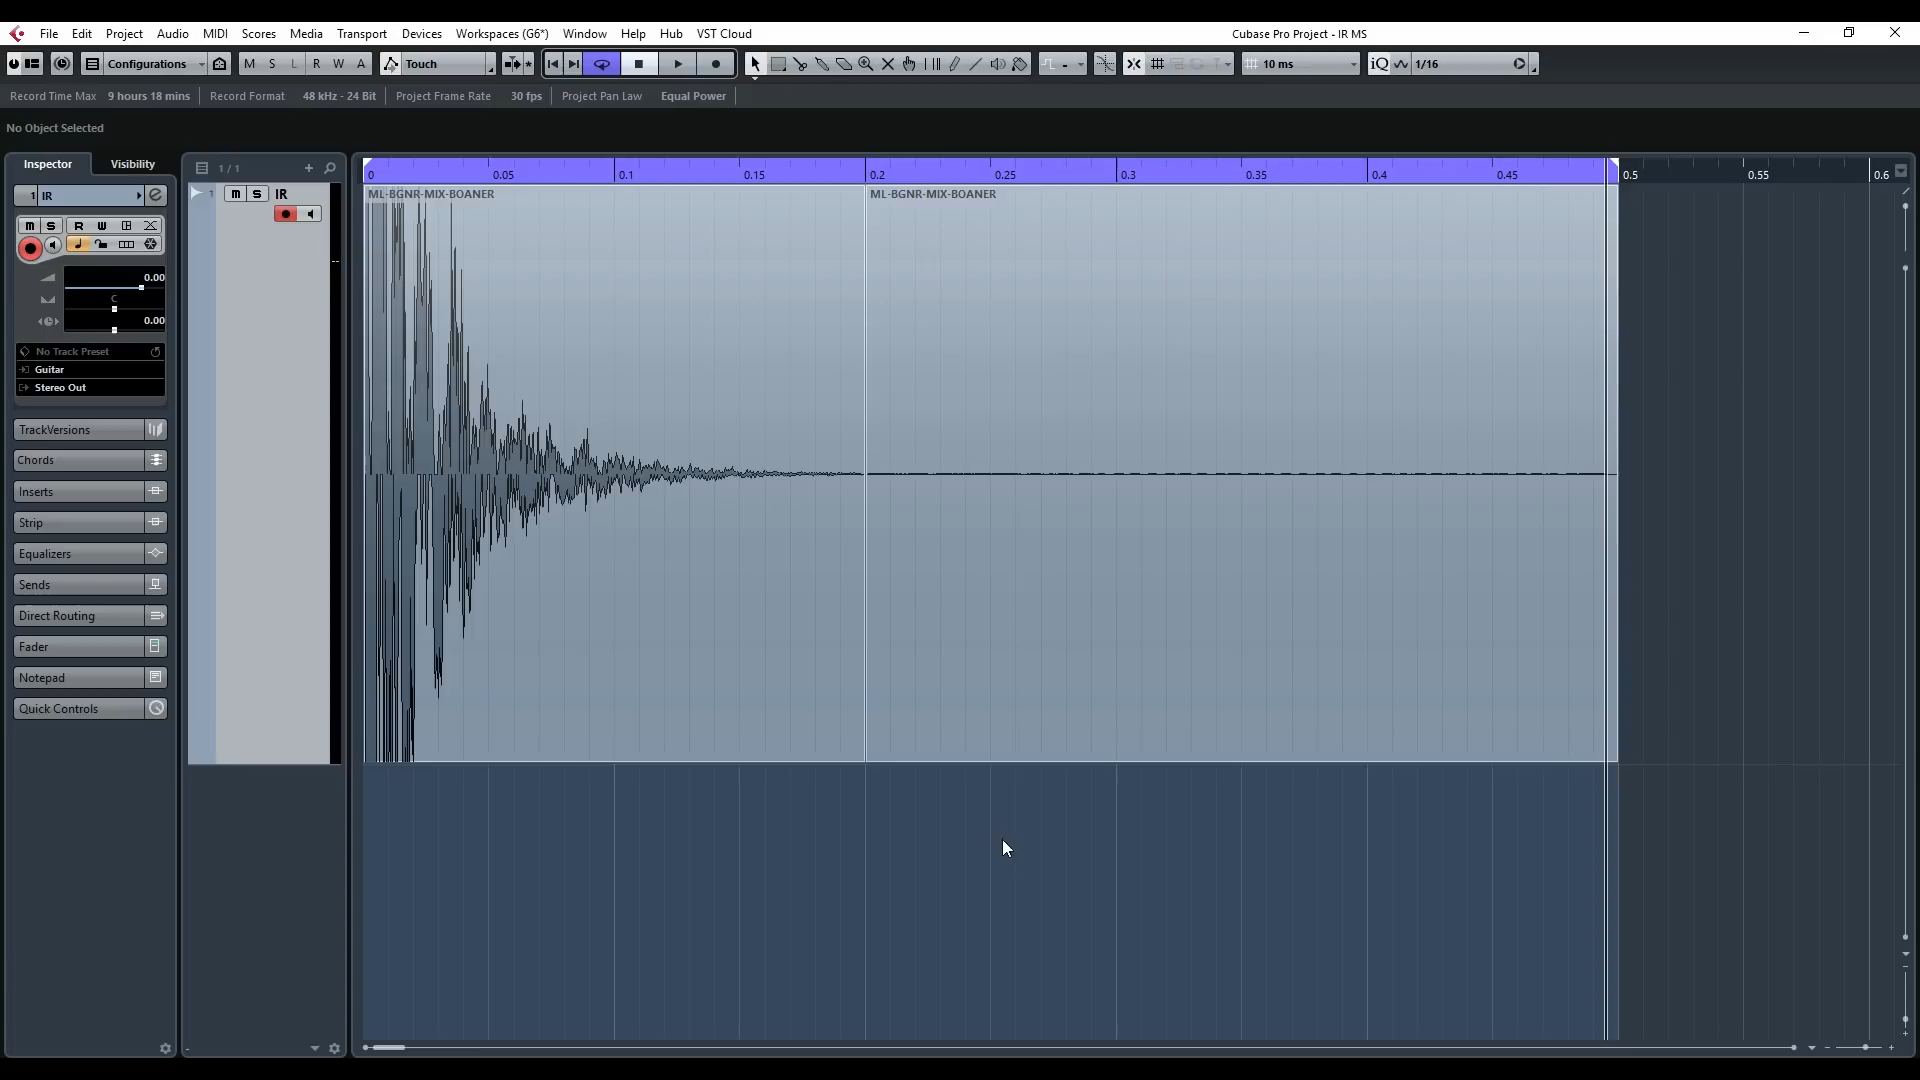 File Edit Project Audio MIDI Scores Media Transport Devices Workspaces (G6*) Window Help Hub VST Cloud Cubase Pro Project - IR MS
Configurations M S L R W A Touch 10 ms iQ 1/16
Record Time Max 9 hours 18 mins Record Format 48 kHz - 24 Bit Project Frame Rate 30 fps Project Pan Law Equal Power
No Object Selected
Inspector Visibility 1 / 1
0 0.05 0.1 0.15 0.2 0.25 0.3 0.35 0.4 0.45 0.5 0.55 0.6
1 IR
1 m S IR
ML-BGNR-MIX-BOANER ML-BGNR-MIX-BOANER
m S R W
0.00
C
0.00
No Track Preset
Guitar
Stereo Out
TrackVersions
Chords
Inserts
Strip
Equalizers
Sends
Direct Routing
Fader
Notepad
Quick Controls